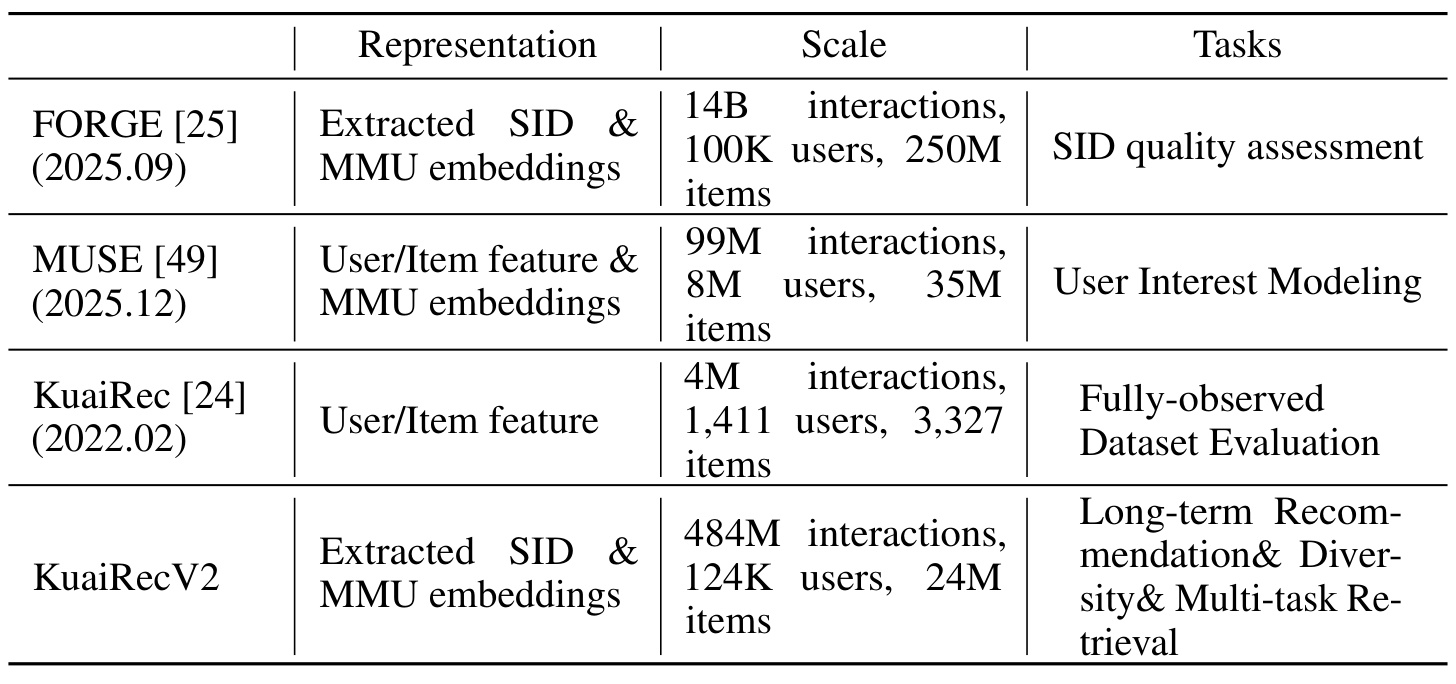 Representation
Scale
Tasks
FORGE [25]
(2025.09)
Extracted SID &
MMU embeddings
14B interactions,
100K users, 250M
items
SID quality assessment
MUSE [49]
(2025.12)
User/Item feature &
MMU embeddings
99M interactions,
8M users, 35M
items
User Interest Modeling
KuaiRec [24]
(2022.02)
User/Item feature
4M interactions,
1,411 users, 3,327
items
Fully-observed
Dataset Evaluation
KuaiRecV2
Extracted SID &
MMU embeddings
484M interactions,
124K users, 24M
items
Long-term Recom-
mendation& Diver-
sity& Multi-task Re-
trieval